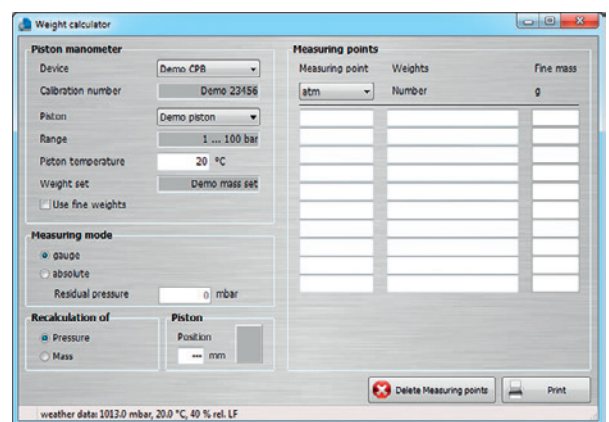 Weight calculator
Piston manometer
Device Demo CPB
Calibration number Demo 23456
Piston Demo piston
Range 1 ... 100 bar
Piston temperature 20 °C
Weight set Demo mass set
Use fine weights
Measuring mode
gauge
absolute
Residual pressure 0 mbar
Recalculation of
Pressure
Mass
Piston
Position
--- mm
Measuring points
Measuring point Weights Fine mass
atm Number g
Delete Measuring points Print
weather data: 1013.0 mbar, 20.0 °C, 40 % rel. LF